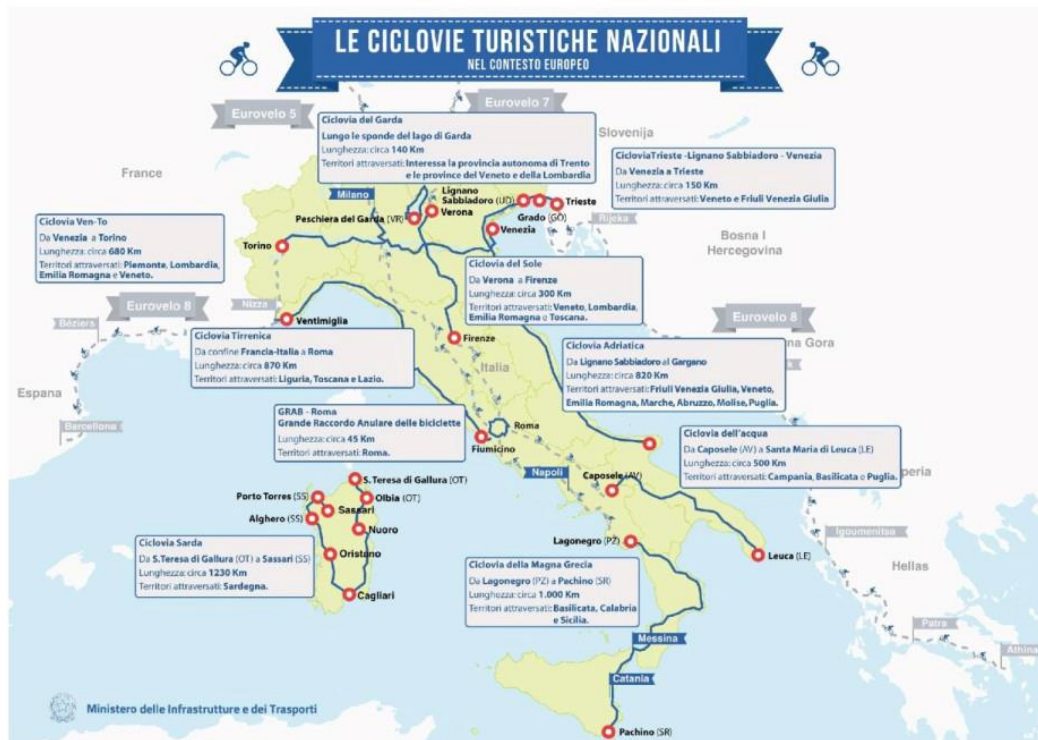 LE CICLOVIE TURISTICHE NAZIONALI
NEL CONTESTO EUROPEO
Eurovelo 5
Eurovelo 7
Slovenija
France
Ciclovia del Garda
Lungo le sponde del lago di Garda
Lunghezza: circa 140 Km
Territori attraversati: Interessa la provincia autonoma di Trento
e le province del Veneto e della Lombardia
CicloviaTrieste -Lignano Sabbiadoro - Venezia
Da Venezia a Trieste
Lunghezza: circa 150 Km
Territori attraversati: Veneto e Friuli Venezia Giulia
Milano
Lignano
Sabbiadoro (UD)
Trieste
Peschiera del Garda (VR)
Verona
Grado (GO)
Rijeka
Venezia
Bosna I
Hercegovina
Ciclovia Ven-To
Da Venezia a Torino
Lunghezza: circa 680 Km
Territori attraversati: Piemonte, Lombardia,
Emilia Romagna e Veneto.
Torino
Ciclovia del Sole
Da Verona a Firenze
Lunghezza: circa 300 Km
Territori attraversati: Veneto, Lombardia,
Emilia Romagna e Toscana.
Eurovelo 8
Nizza
Béziers
Ventimiglia
Eurovelo 8
na Gora
Ciclovia Tirrenica
Da confine Francia-Italia a Roma
Lunghezza: circa 870 Km
Territori attraversati: Liguria, Toscana e Lazio.
Firenze
Italia
Ciclovia Adriatica
Da Lignano Sabbiadoro al Gargano
Lunghezza: circa 820 Km
Territori attraversati: Friuli Venezia Giulia, Veneto,
Emilia Romagna, Marche, Abruzzo, Molise, Puglia.
Espana
Barcellona
GRAB - Roma
Grande Raccordo Anulare delle biciclette
Lunghezza: circa 45 Km
Territori attraversati: Roma.
Roma
Fiumicino
Ciclovia dell'acqua
Da Caposele (AV) a Santa Maria di Leuca (LE)
Lunghezza: circa 500 Km
Territori attraversati: Campania, Basilicata e Puglia.
Napoli
Caposele (AV)
peria
S.Teresa di Gallura (OT)
Porto Torres (SS)
Olbia (OT)
Sassari
Alghero (SS)
Nuoro
Igoumenitsa
Oristano
Lagonegro (PZ)
Leuca (LE)
Ciclovia Sarda
Da S.Teresa di Gallura (OT) a Sassari (SS)
Lunghezza: circa 1230 Km
Territori attraversati: Sardegna.
Cagliari
Hellas
Ciclovia della Magna Grecia
Da Lagonegro (PZ) a Pachino (SR)
Lunghezza: circa 1.000 Km
Territori attraversati: Basilicata, Calabria
e Sicilia.
Patra
Messina
Athina
Catania
Ministero delle Infrastrutture e dei Trasporti
Pachino (SR)